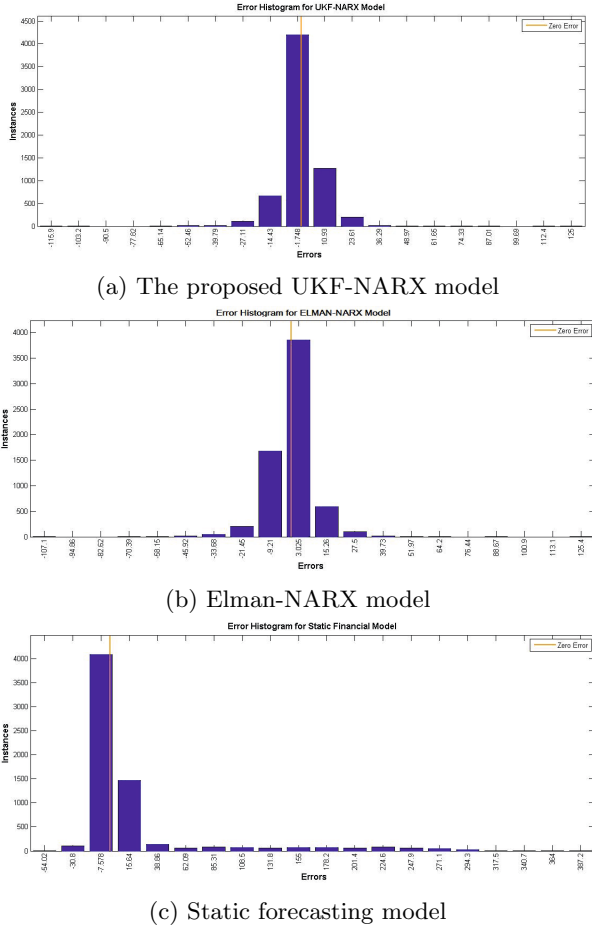 Error Histogram for UKF-NARX Model
Zero Error
4500
4000
3500
3000
2500
2000
1500
1000
500
0
Instances
-115.9 -103.2 -90.5 -77.82 -65.14 -52.46 -39.79 -27.11 -14.43 -1.748 10.93 23.61 36.29 48.97 61.65 74.33 87.01 99.69 112.4 125
Errors
(a) The proposed UKF-NARX model
Error Histogram for ELMAN-NARX Model
Zero Error
4000
3500
3000
2500
2000
1500
1000
500
0
Instances
-107.1 -94.86 -82.62 -70.39 -58.15 -45.92 -33.68 -21.45 -9.21 3.025 15.26 27.5 39.73 51.97 64.2 76.44 88.67 100.9 113.1 125.4
Errors
(b) Elman-NARX model
Error Histogram for Static Financial Model
Zero Error
4000
3500
3000
2500
2000
1500
1000
500
0
Instances
-54.02 -30.8 -7.578 15.64 38.86 62.09 85.31 108.5 131.8 155 178.2 201.4 224.6 247.9 271.1 294.3 317.5 340.7 364 387.2
Errors
(c) Static forecasting model